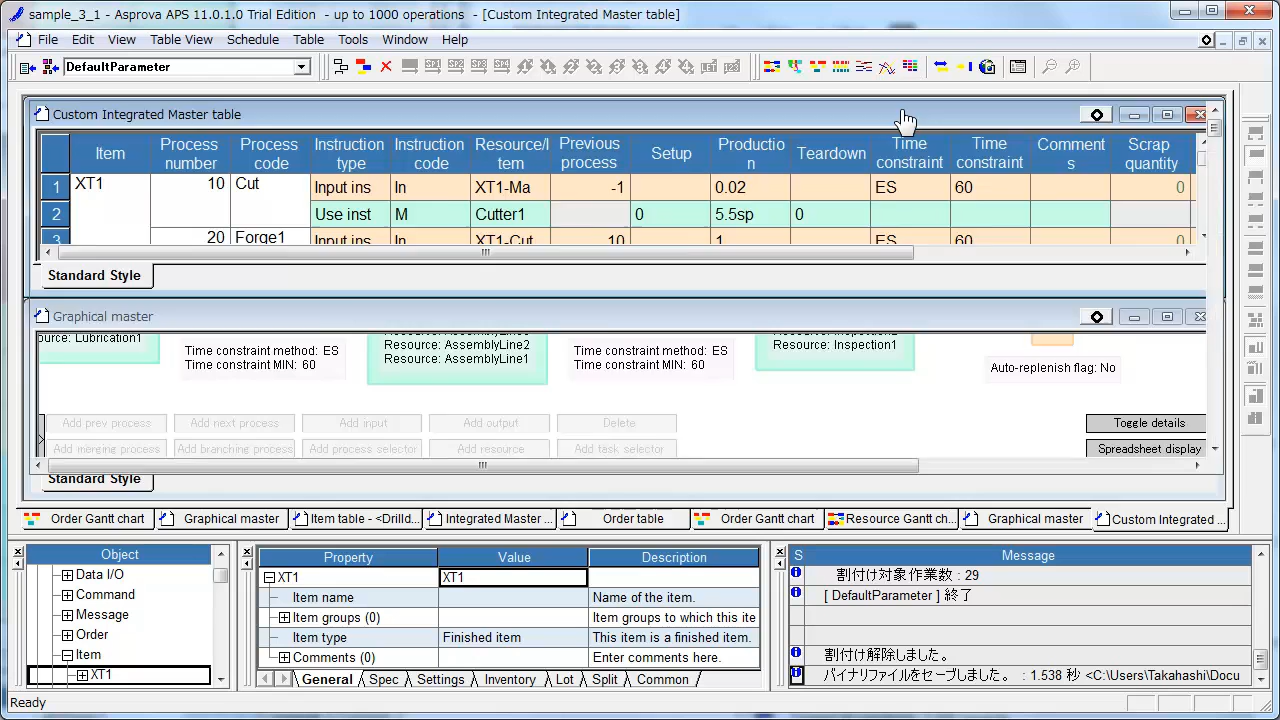 sample_3_1 - Asprova APS 11.0.1.0 Trial Edition - up to 1000 operations - [Custom Integrated Master table]
File Edit View Table View Schedule Table Tools Window Help
DefaultParameter
Custom Integrated Master table
Item Process number Process code Instruction type Instruction code Resource/Item Previous process Setup Production Teardown Time constraint Time constraint Comments Scrap quantity
1 XT1 10 Cut Input ins In XT1-Ma -1 0.02 ES 60 0
2 Use inst M Cutter1 0 5.5sp 0
3 20 Forge1 Input ins In XT1-Cut 10 1 ES 60 0
Standard Style
Graphical master
Resource: AssemblyLine2
Resource: AssemblyLine1
Time constraint method: ES
Time constraint MIN: 60
Time constraint method: ES
Time constraint MIN: 60
Resource: Inspection1
Auto-replenish flag: No
Add prev process Add next process Add input Add output Delete Toggle details
Add merging process Add branching process Add process selector Add resource Add task selector Spreadsheet display
Standard Style
Order Gantt chart Graphical master Item table - <Drilld... Integrated Master ... Order table Order Gantt chart Resource Gantt ch... Graphical master Custom Integrated ...
Object
Data I/O
Command
Message
Order
Item
XT1
Property Value Description
XT1 XT1
Item name Name of the item.
Item groups (0) Item groups to which this ite
Item type Finished item This item is a finished item.
Comments (0) Enter comments here.
General Spec Settings Inventory Lot Split Common
S Message
割付け対象作業数 : 29
[ DefaultParameter ] 終了
割付け解除しました。
バイナリファイルをセーブしました。 : 1.538 秒 <C:\Users\Takahashi\Docu
Ready